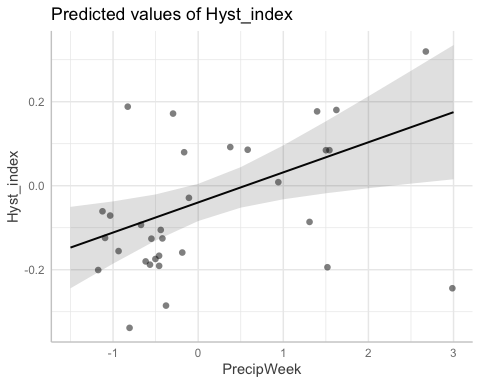 Predicted values of Hyst_index
Hyst_index
0.2
0.0
-0.2
-1
0
1
2
3
PrecipWeek